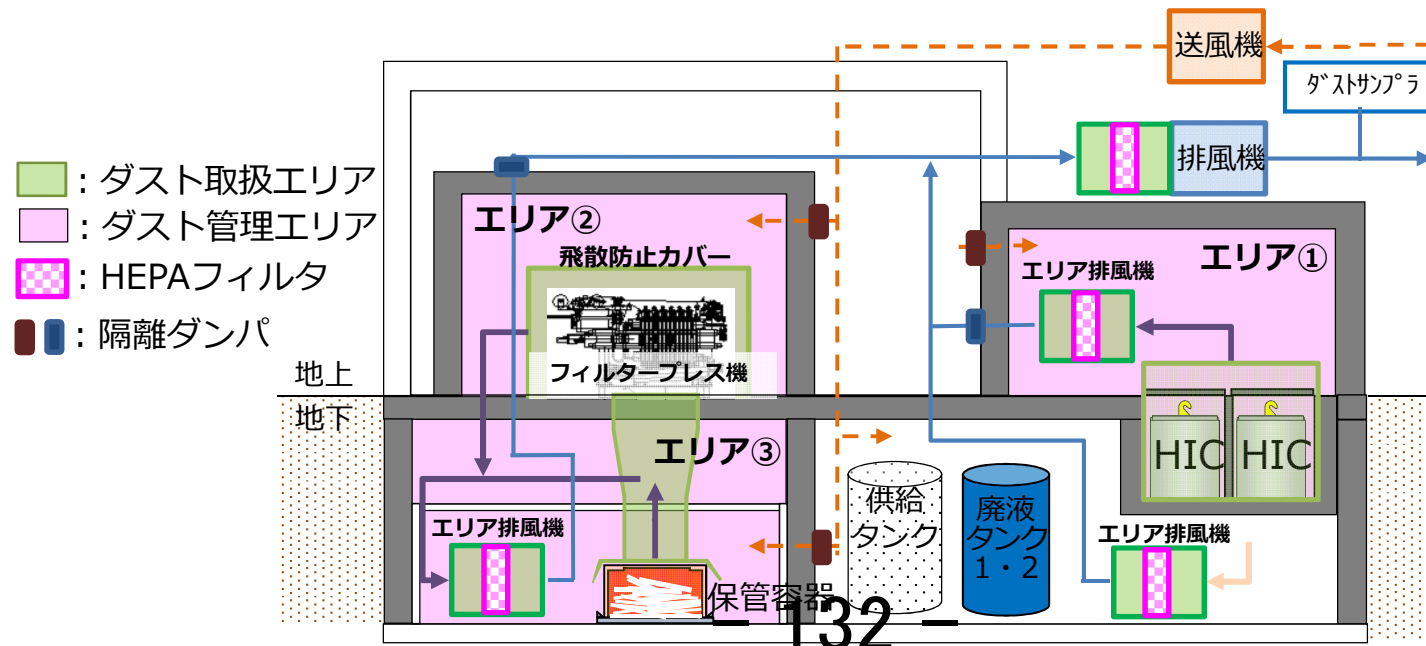 送風機
ﾀﾞｽﾄｻﾝﾌﾟﾗ
排風機
：ダスト取扱エリア
：ダスト管理エリア
：HEPAフィルタ
：隔離ダンパ
エリア②
飛散防止カバー
フィルタープレス機
エリア①
エリア排風機
地上
地下
HIC
HIC
エリア③
エリア排風機
保管容器
供給
タンク
廃液
タンク
1・2
エリア排風機
- 132 -